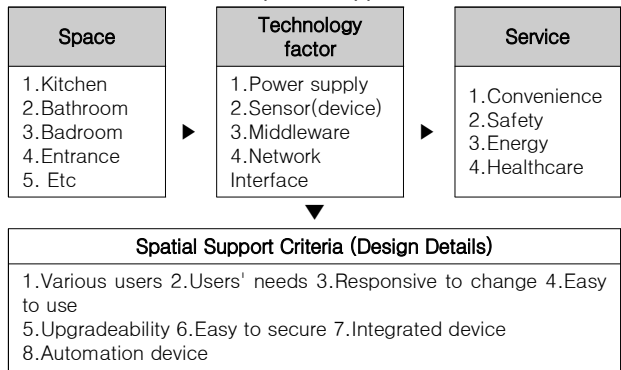 Space
1.Kitchen
2.Bathroom
3.Badroom
4.Entrance
5. Etc
Technology
factor
1.Power supply
2.Sensor(device)
3.Middleware
4.Network
Interface
Service
1.Convenience
2.Safety
3.Energy
4.Healthcare
Spatial Support Criteria (Design Details)
1.Various users 2.Users' needs 3.Responsive to change 4.Easy
to use
5.Upgradeability 6.Easy to secure 7.Integrated device
8.Automation device